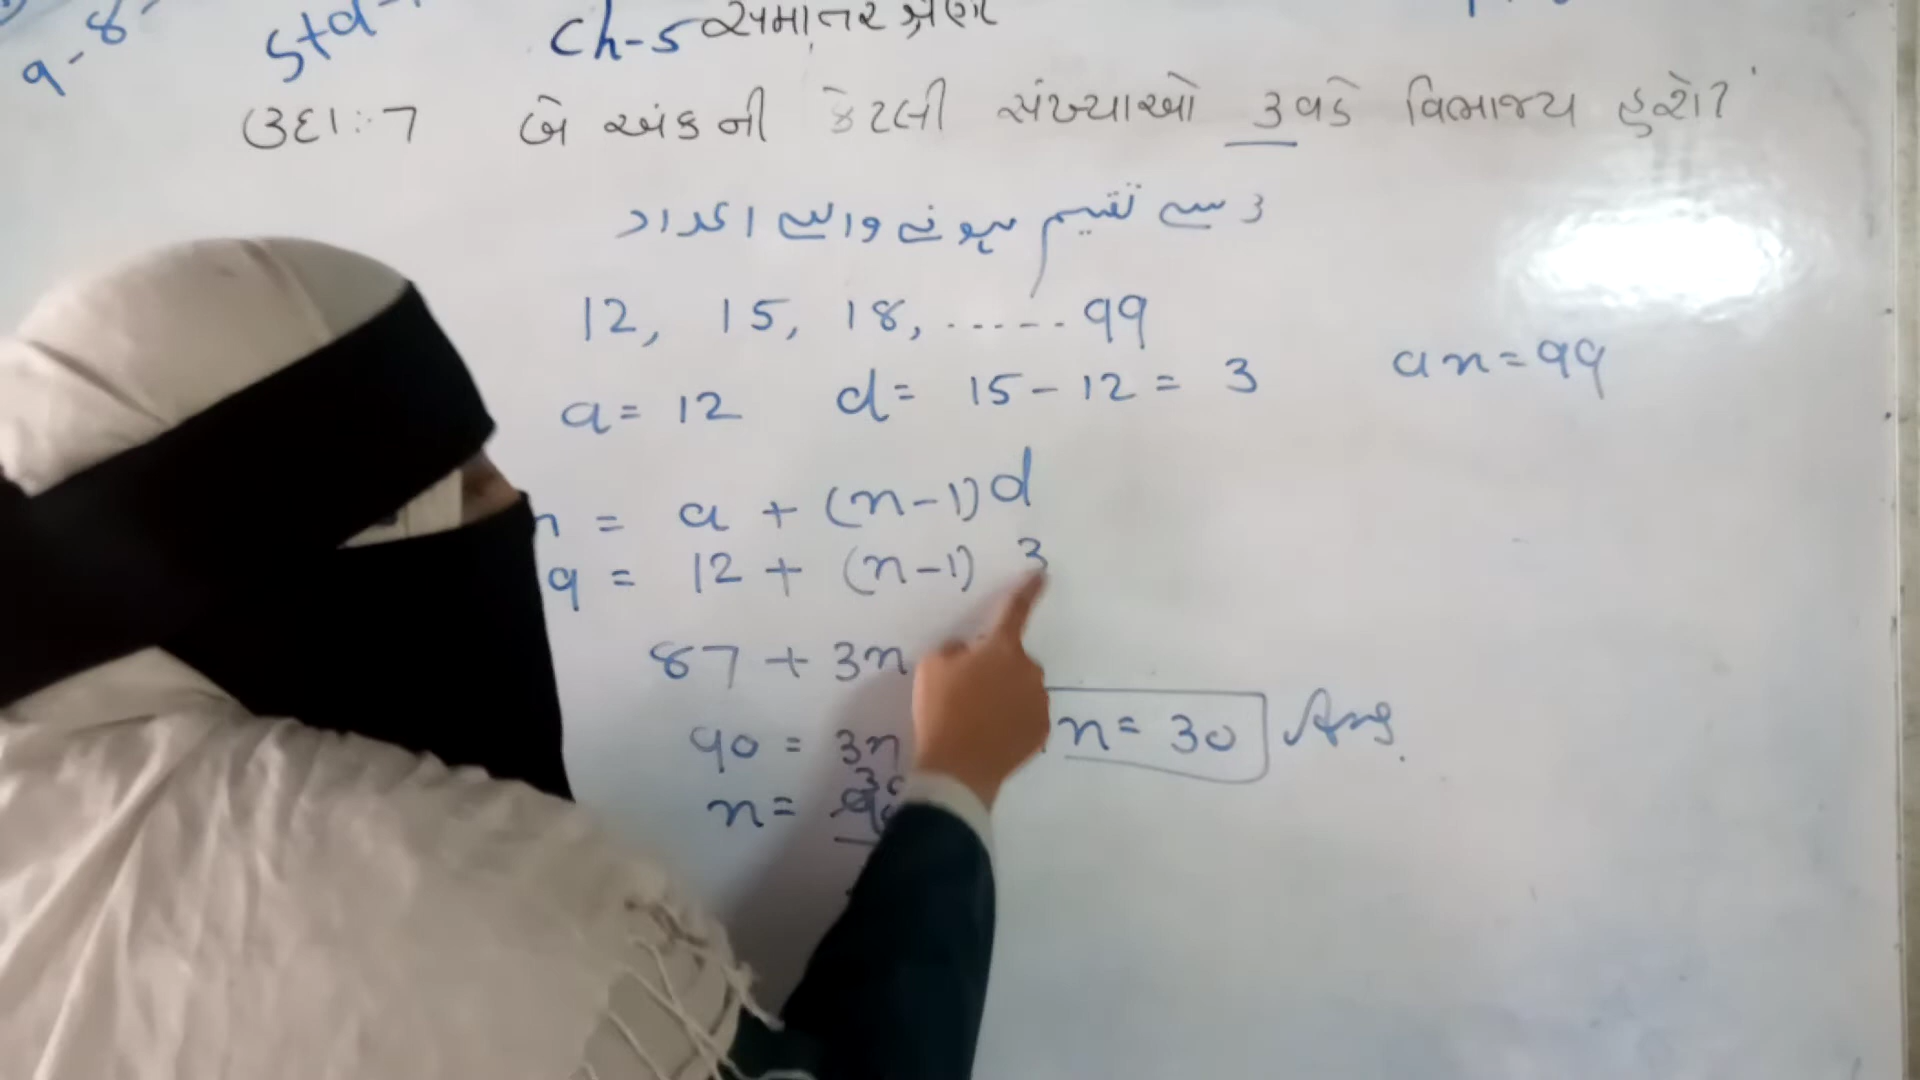 9-8-
Std-
Ch-5 સમાંતર શ્રેણી
ઉદા:-7 બે અંકની કેટલી સંખ્યાઓ 3 વડે વિભાજ્ય હશે?
3 سے تقسیم ہونے والے اعداد
12, 15, 18, ...... 99
a = 12 d = 15 - 12 = 3 an = 99
n = a + (n-1) d
9 = 12 + (n-1) 3
87 + 3n
90 = 3n
n = 30 Ans.
n =